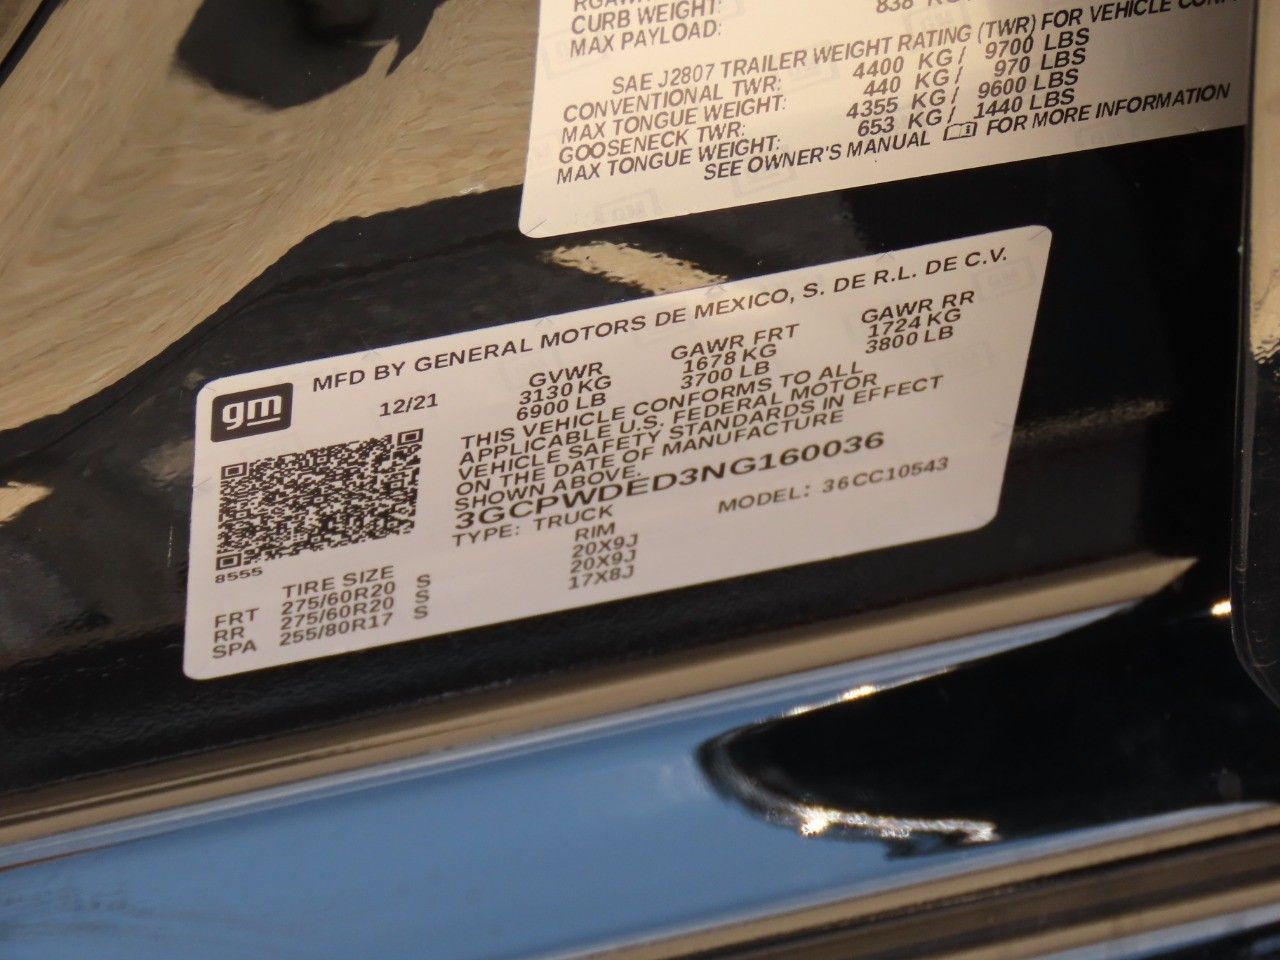 CURB WEIGHT:
MAX PAYLOAD: 838
SAE J2807 TRAILER WEIGHT RATING (TWR) FOR VEHICLE
CONVENTIONAL TWR: 4400 KG / 9700 LBS
MAX TONGUE WEIGHT: 440 KG / 970 LBS
GOOSENECK TWR: 4355 KG / 9600 LBS
MAX TONGUE WEIGHT: 653 KG / 1440 LBS
SEE OWNER'S MANUAL FOR MORE INFORMATION
MFD BY GENERAL MOTORS DE MEXICO, S. DE R.L. DE C.V.
gm
12/21
GVWR GAWR FRT GAWR RR
3130 KG 1678 KG 1724 KG
6900 LB 3700 LB 3800 LB
THIS VEHICLE CONFORMS TO ALL
APPLICABLE U.S. FEDERAL MOTOR
VEHICLE SAFETY STANDARDS IN EFFECT
ON THE DATE OF MANUFACTURE
SHOWN ABOVE.
3GCPWDED3NG160036
TYPE: TRUCK MODEL: 36CC10543
8555
TIRE SIZE RIM
FRT 275/60R20 S 20X9J
RR 275/60R20 S 20X9J
SPA 255/80R17 S 17X8J